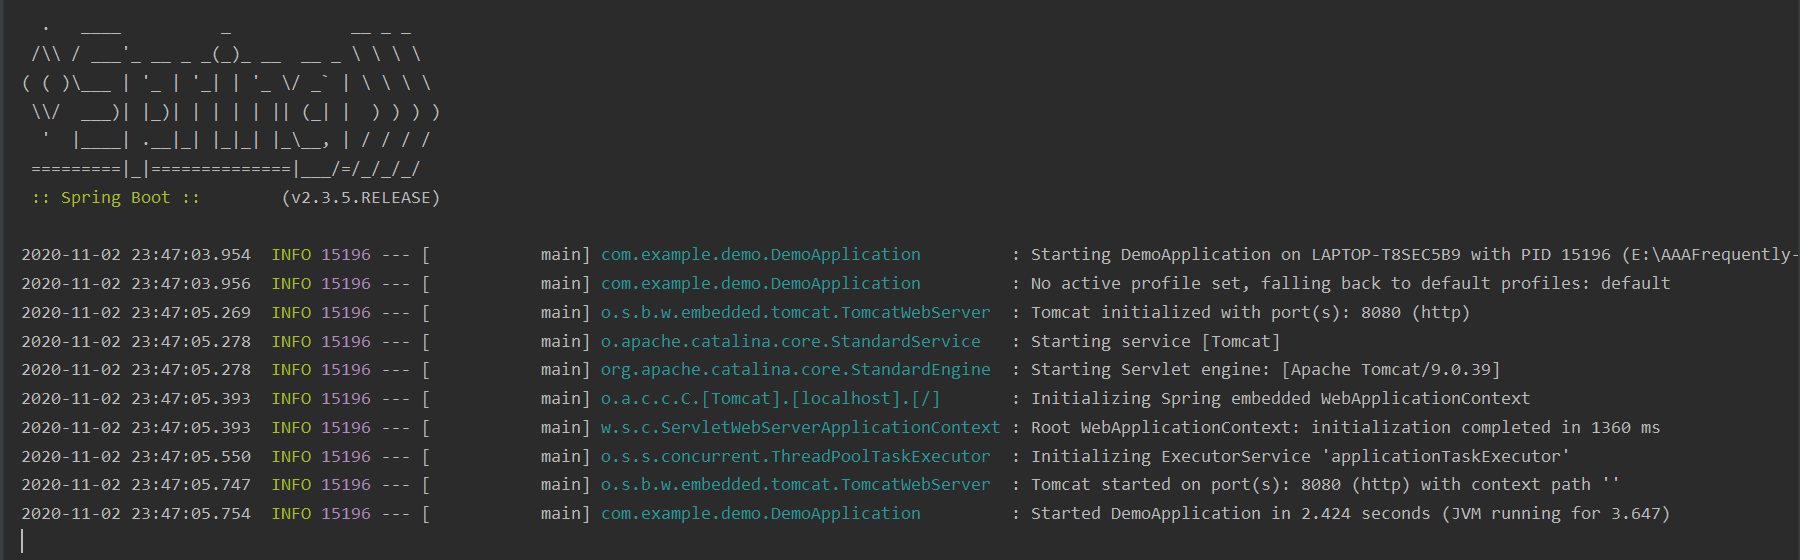 .   ____          _            __ _ _
 /\\ / ___'_ __ _ _(_)_ __  __ _ \ \ \ \
( ( )\___ | '_ | '_| | '_ \/ _` | \ \ \ \
 \\/  ___)| |_)| | | | | || (_| |  ) ) ) )
  '  |____| .__|_| |_|_| |_\__, | / / / /
 =========|_|==============|___/=/_/_/_/
 :: Spring Boot ::        (v2.3.5.RELEASE)
2020-11-02 23:47:03.954  INFO 15196 --- [           main] com.example.demo.DemoApplication         : Starting DemoApplication on LAPTOP-T8SEC5B9 with PID 15196 (E:\AAAFrequently-
2020-11-02 23:47:03.956  INFO 15196 --- [           main] com.example.demo.DemoApplication         : No active profile set, falling back to default profiles: default
2020-11-02 23:47:05.269  INFO 15196 --- [           main] o.s.b.w.embedded.tomcat.TomcatWebServer  : Tomcat initialized with port(s): 8080 (http)
2020-11-02 23:47:05.278  INFO 15196 --- [           main] o.apache.catalina.core.StandardService   : Starting service [Tomcat]
2020-11-02 23:47:05.278  INFO 15196 --- [           main] org.apache.catalina.core.StandardEngine  : Starting Servlet engine: [Apache Tomcat/9.0.39]
2020-11-02 23:47:05.393  INFO 15196 --- [           main] o.a.c.c.C.[Tomcat].[localhost].[/]       : Initializing Spring embedded WebApplicationContext
2020-11-02 23:47:05.393  INFO 15196 --- [           main] w.s.c.ServletWebServerApplicationContext : Root WebApplicationContext: initialization completed in 1360 ms
2020-11-02 23:47:05.550  INFO 15196 --- [           main] o.s.s.concurrent.ThreadPoolTaskExecutor  : Initializing ExecutorService 'applicationTaskExecutor'
2020-11-02 23:47:05.747  INFO 15196 --- [           main] o.s.b.w.embedded.tomcat.TomcatWebServer  : Tomcat started on port(s): 8080 (http) with context path ''
2020-11-02 23:47:05.754  INFO 15196 --- [           main] com.example.demo.DemoApplication         : Started DemoApplication in 2.424 seconds (JVM running for 3.647)